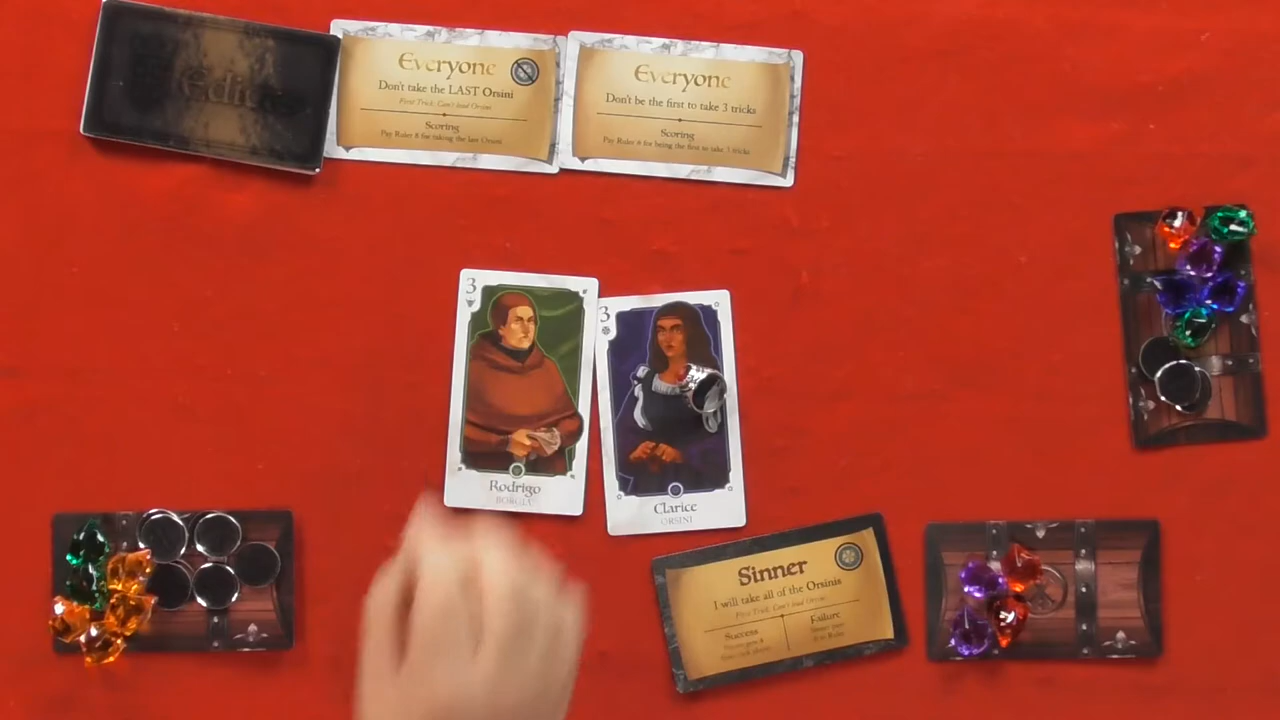 Edict
Everyone
Don't take the LAST Orsini
First Trick: Can't lead Orsini
Scoring
Pay Ruler 8 for taking the last Orsini
Everyone
Don't be the first to take 3 tricks
Scoring
Pay Ruler 8 for being the first to take 3 tricks
3
Rodrigo
BORGIA
3
Clarice
ORSINI
Sinner
I will take all of the Orsinis
First Trick: Can't lead Orsini
Success
Failure